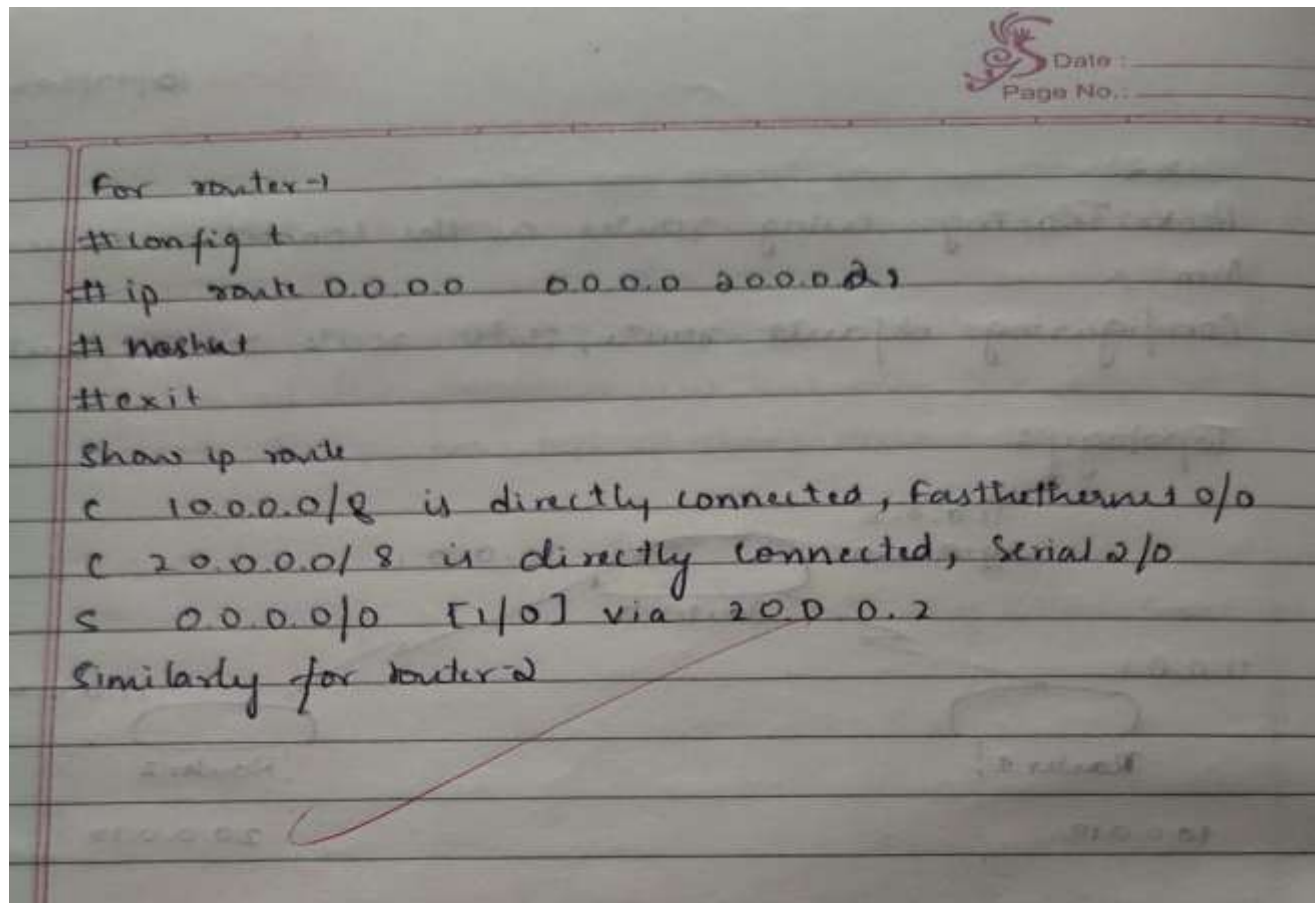 Date :
Page No.:
For router-1
# config t
# ip route 0.0.0.0 0.0.0.0 20.0.0.2
# noshut
# exit
Show ip route
C 10.0.0.0/8 is directly connected, Fasthethernet 0/0
C 20.0.0.0/8 is directly connected, Serial 2/0
S 0.0.0.0/0 [1/0] via 20.0 0.2
Similarly for router-2